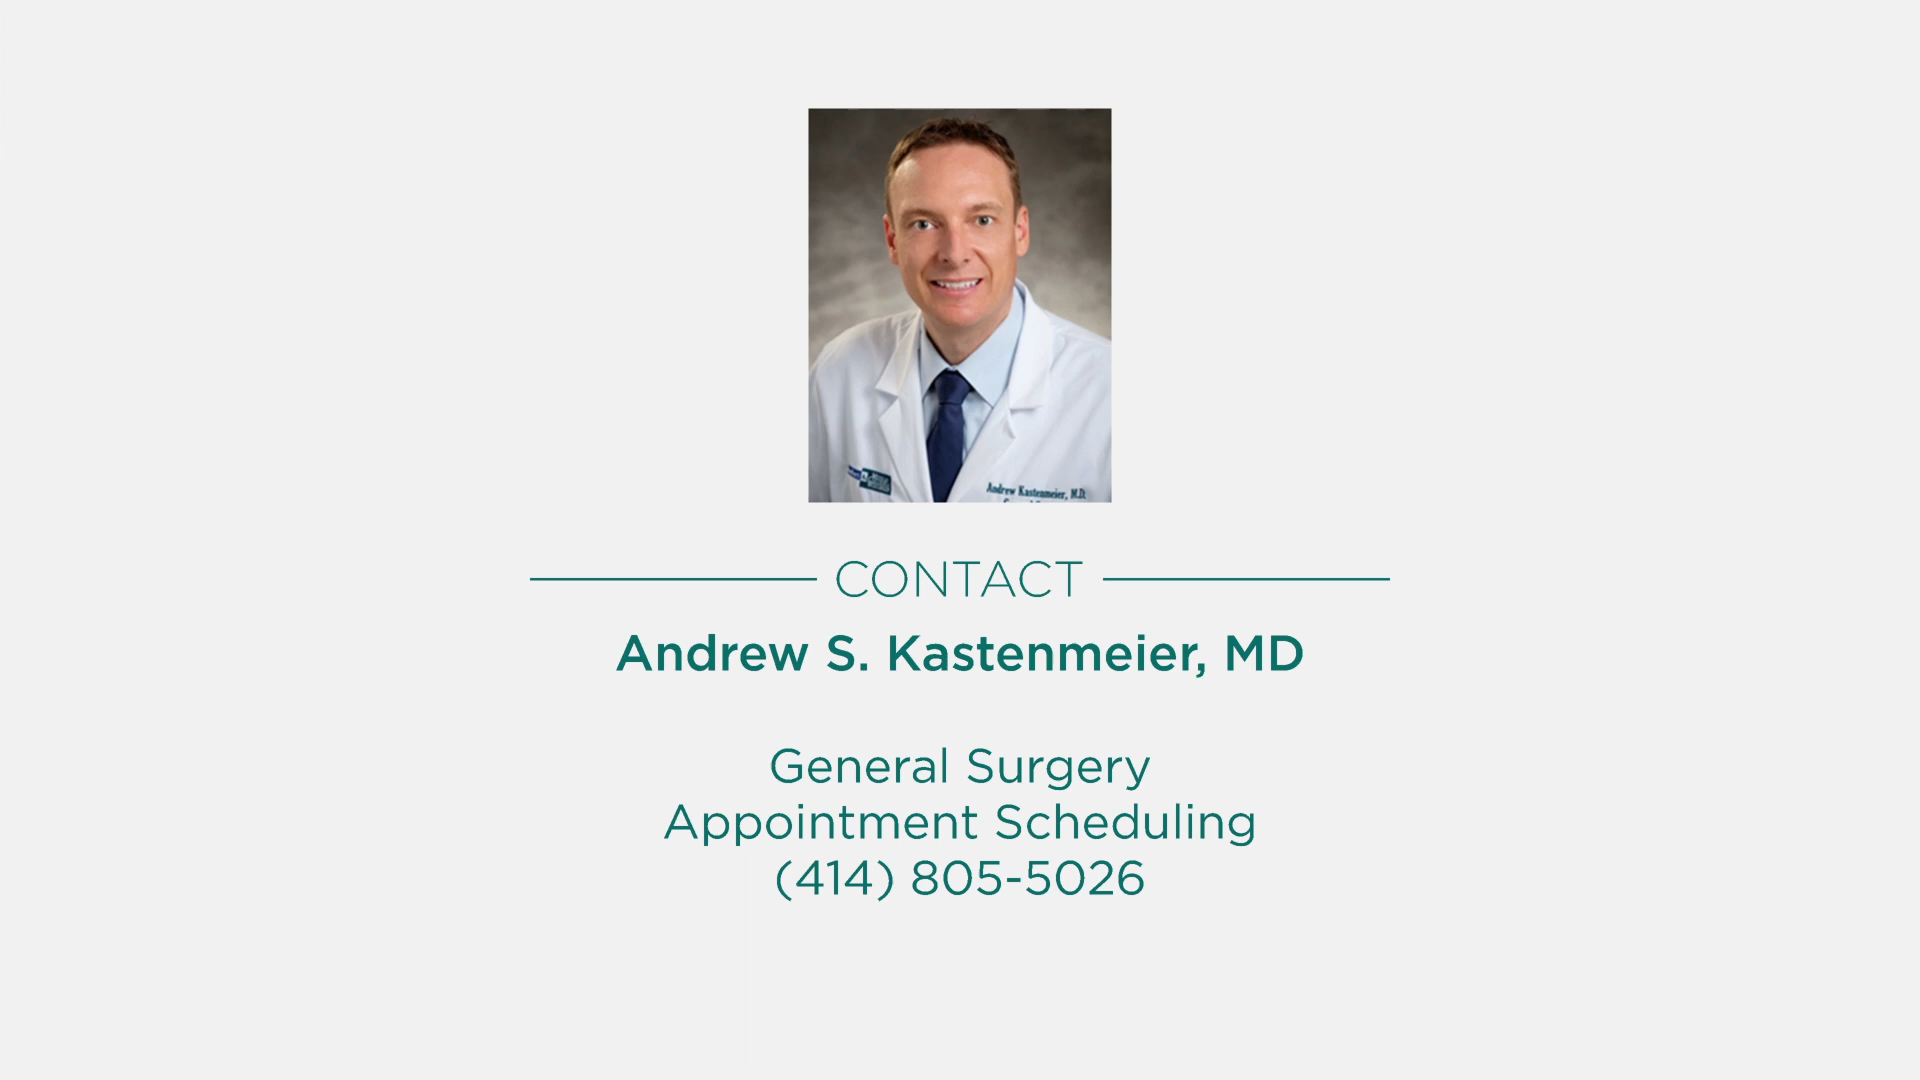 Andrew Kastenmeier, M.D.
CONTACT
Andrew S. Kastenmeier, MD
General Surgery
Appointment Scheduling
(414) 805-5026